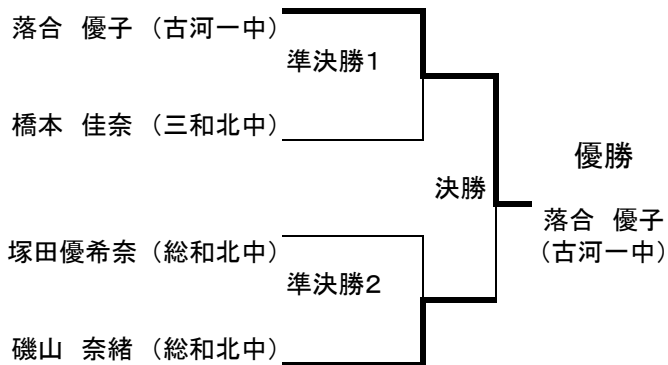 落合　優子　（古河一中）
準決勝１
橋本　佳奈　（三和北中）
優勝
決勝
落合　優子
（古河一中）
塚田優希奈　（総和北中）
準決勝２
磯山　奈緒　（総和北中）